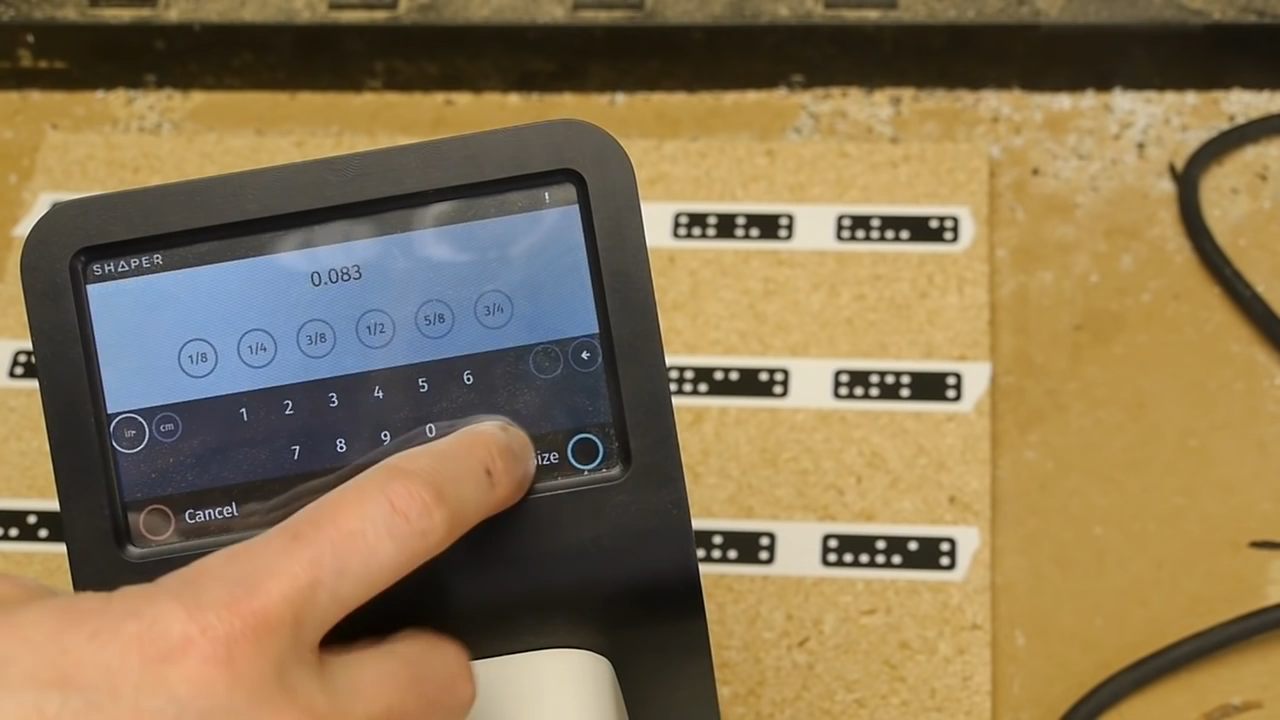 SHAPER
0.083
1/8 1/4 3/8 1/2 5/8 3/4
in cm
1 2 3 4 5 6
7 8 9 0
Cancel